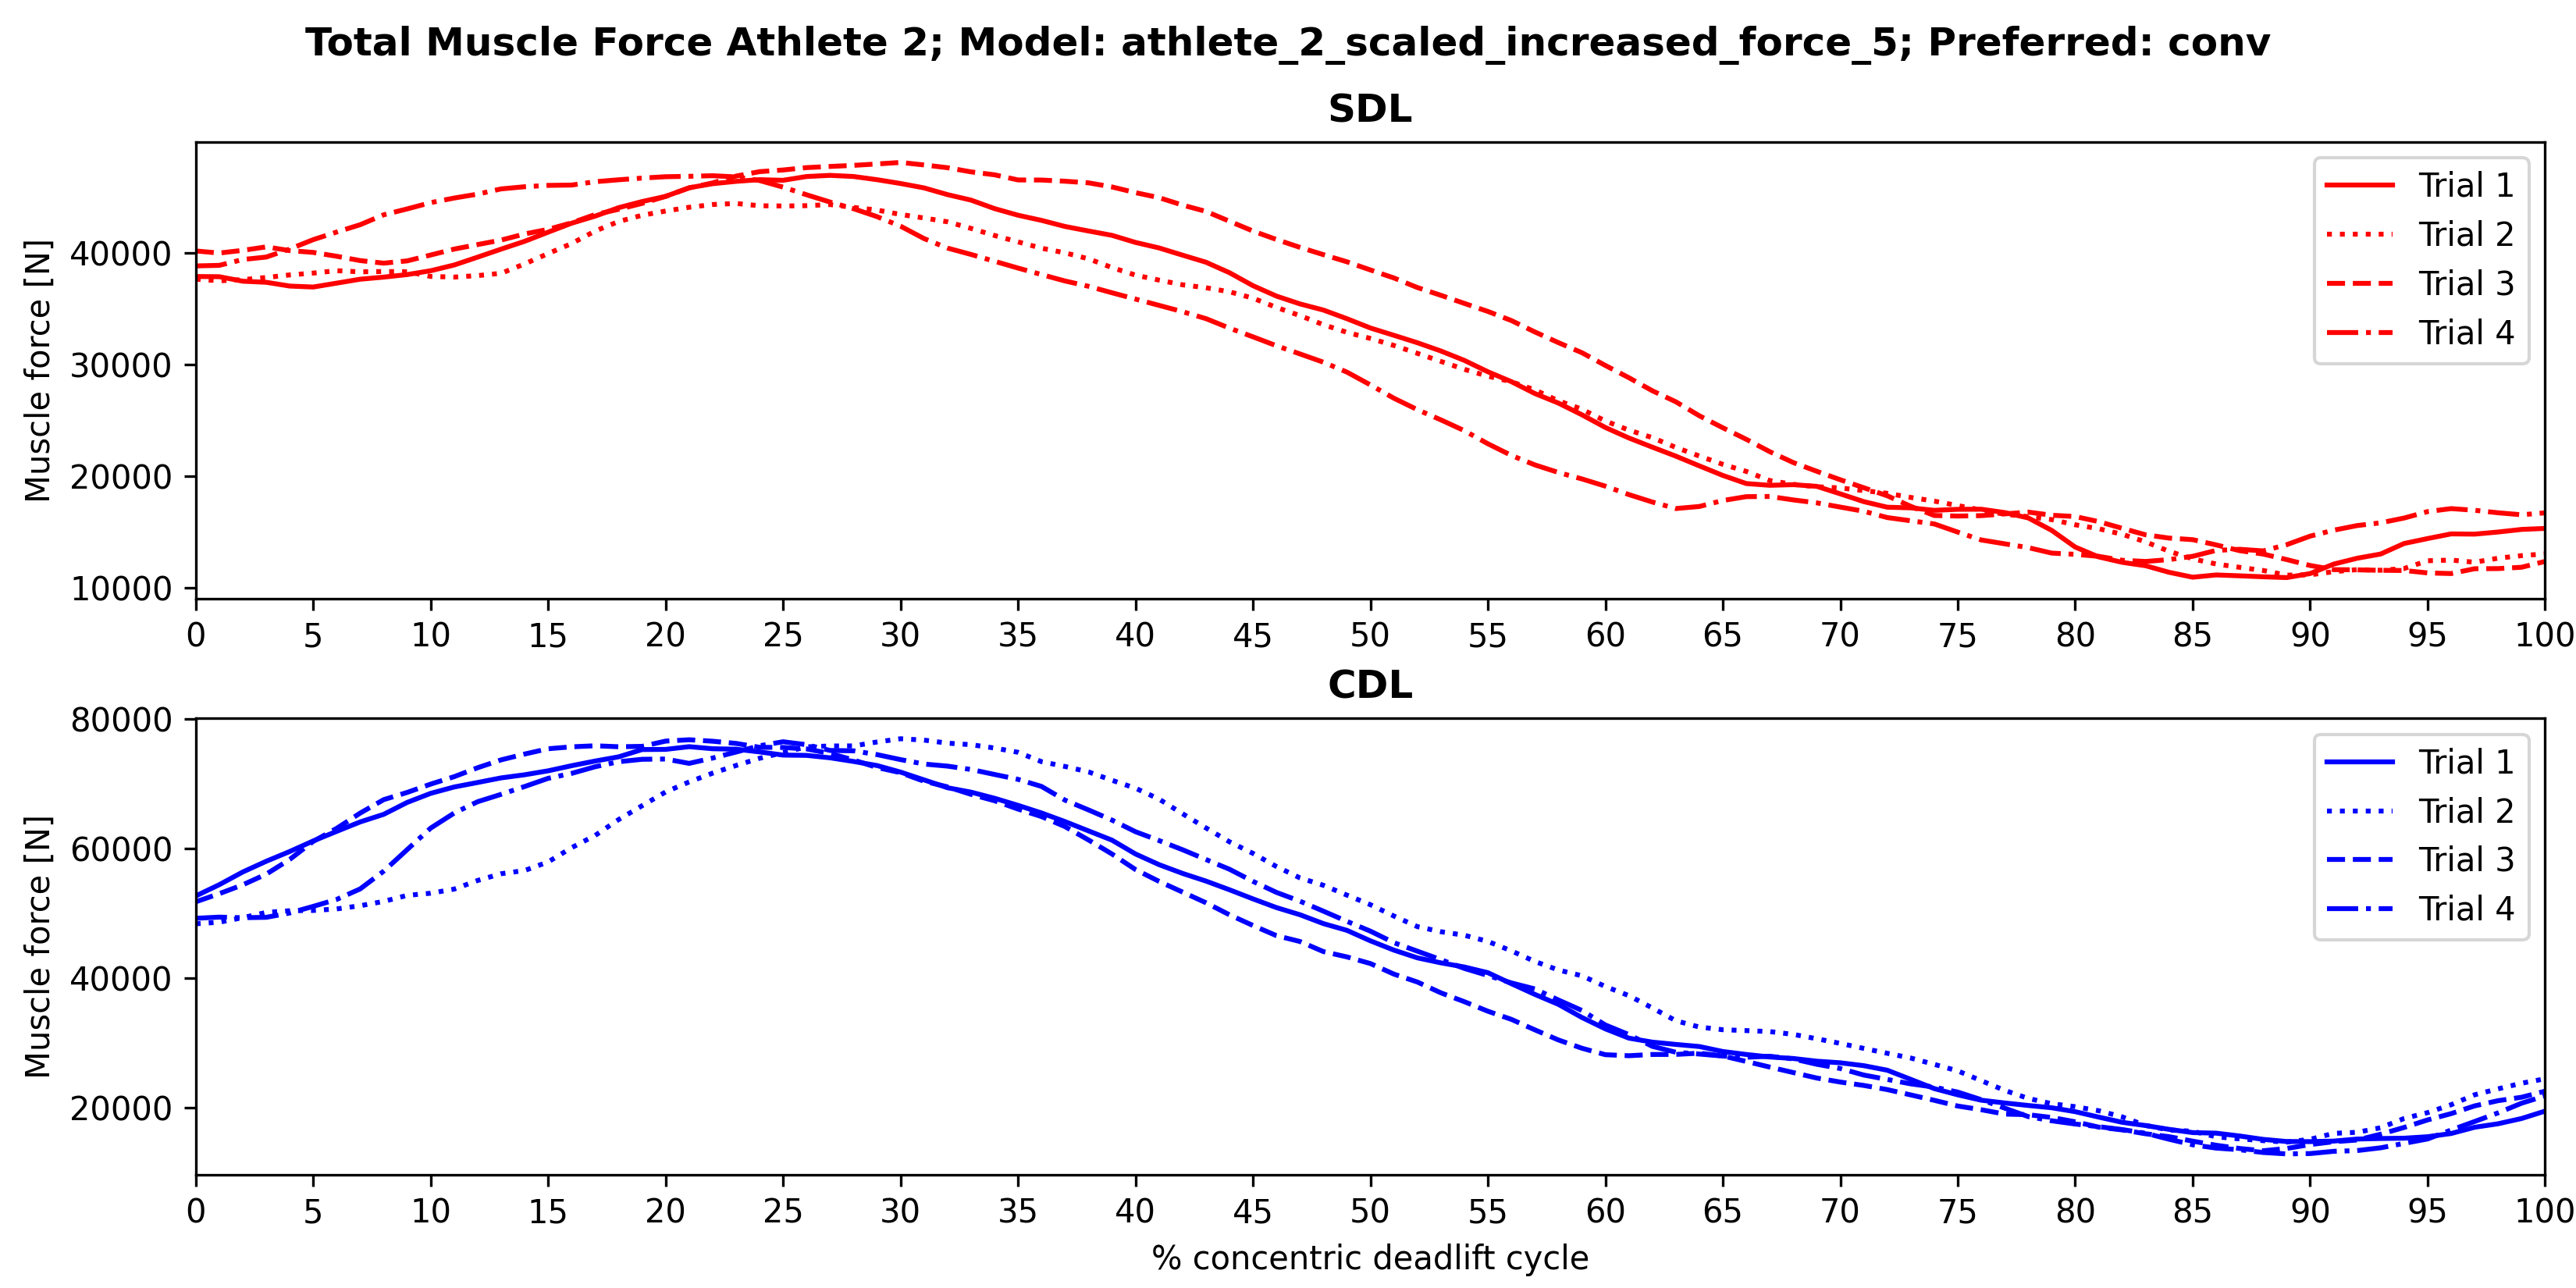 Total Muscle Force Athlete 2; Model: athlete_2_scaled_increased_force_5; Preferred: conv
SDL
Muscle force [N]
40000
30000
20000
10000
Trial 1
Trial 2
Trial 3
Trial 4
0 5 10 15 20 25 30 35 40 45 50 55 60 65 70 75 80 85 90 95 100
CDL
Muscle force [N]
80000
60000
40000
20000
Trial 1
Trial 2
Trial 3
Trial 4
0 5 10 15 20 25 30 35 40 45 50 55 60 65 70 75 80 85 90 95 100
% concentric deadlift cycle